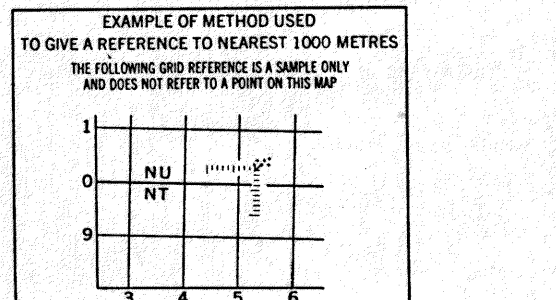 EXAMPLE OF METHOD USED
TO GIVE A REFERENCE TO NEAREST 1000 METRES
THE FOLLOWING GRID REFERENCE IS A SAMPLE ONLY
AND DOES NOT REFER TO A POINT ON THIS MAP
1
NU
0
NT
9
3 4 5 6